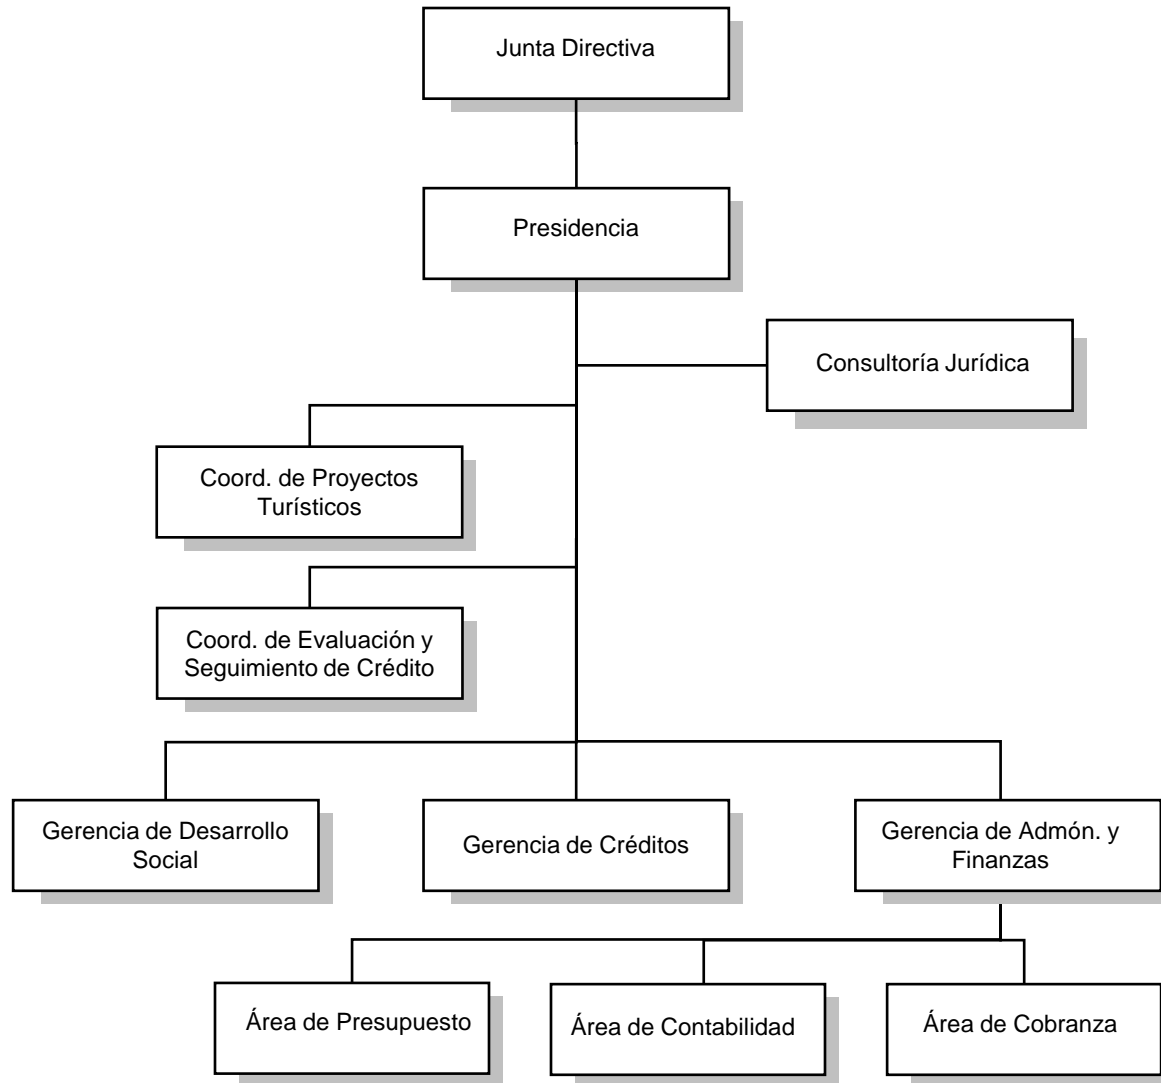 Junta Directiva
Presidencia
Consultoría Jurídica
Coord. de Proyectos
Turísticos
Coord. de Evaluación y
Seguimiento de Crédito
Gerencia de Desarrollo
Social
Gerencia de Créditos
Gerencia de Admón. y
Finanzas
Área de Presupuesto
Área de Contabilidad
Área de Cobranza